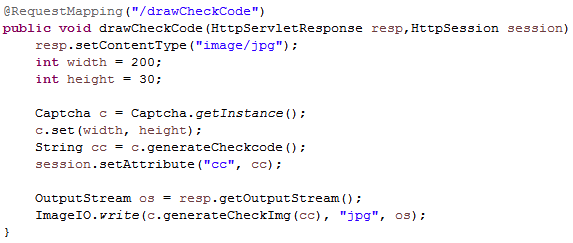 @RequestMapping("/drawCheckCode")
public void drawCheckCode(HttpServletResponse resp,HttpSession session)
    resp.setContentType("image/jpg");
    int width = 200;
    int height = 30;

    Captcha c = Captcha.getInstance();
    c.set(width, height);
    String cc = c.generateCheckcode();
    session.setAttribute("cc", cc);

    OutputStream os = resp.getOutputStream();
    ImageIO.write(c.generateCheckImg(cc), "jpg", os);
}